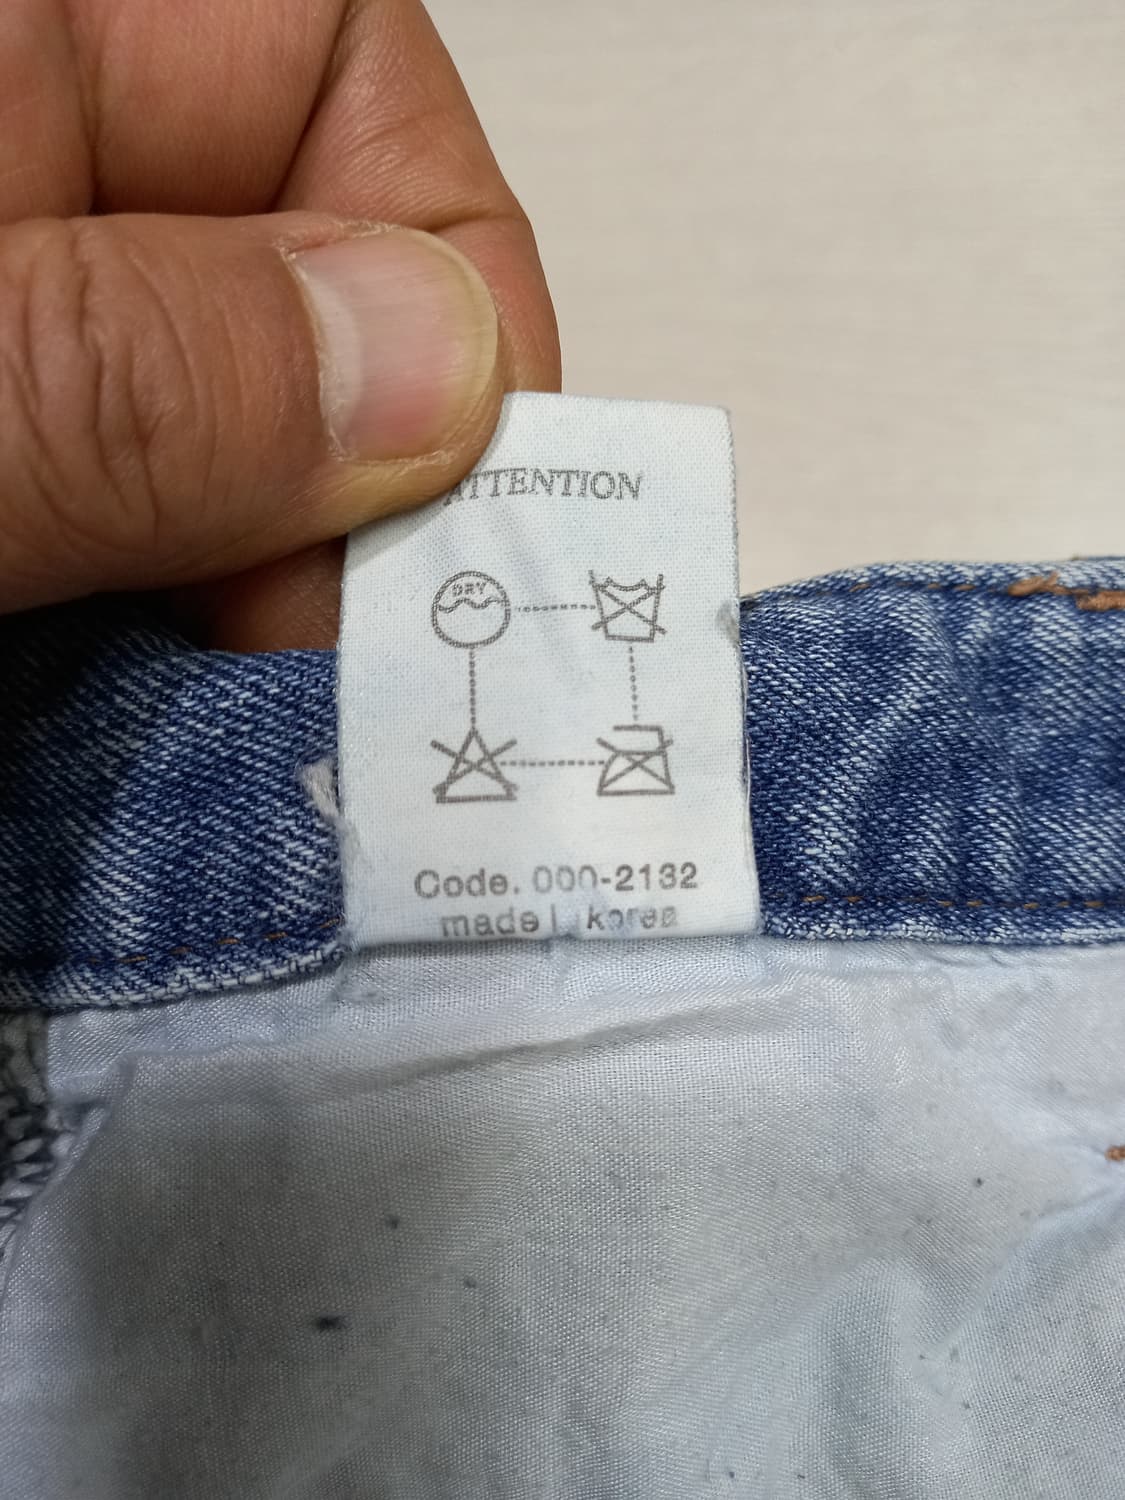 ATTENTION
DRY
Code. 000-2132
made korea